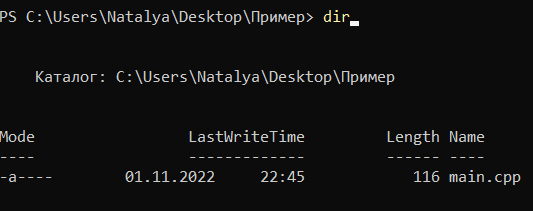 PS C:\Users\Natalya\Desktop\Пример> dir
Каталог: C:\Users\Natalya\Desktop\Пример
Mode LastWriteTime Length Name
---- ------------- ------ ----
-a---- 01.11.2022 22:45 116 main.cpp